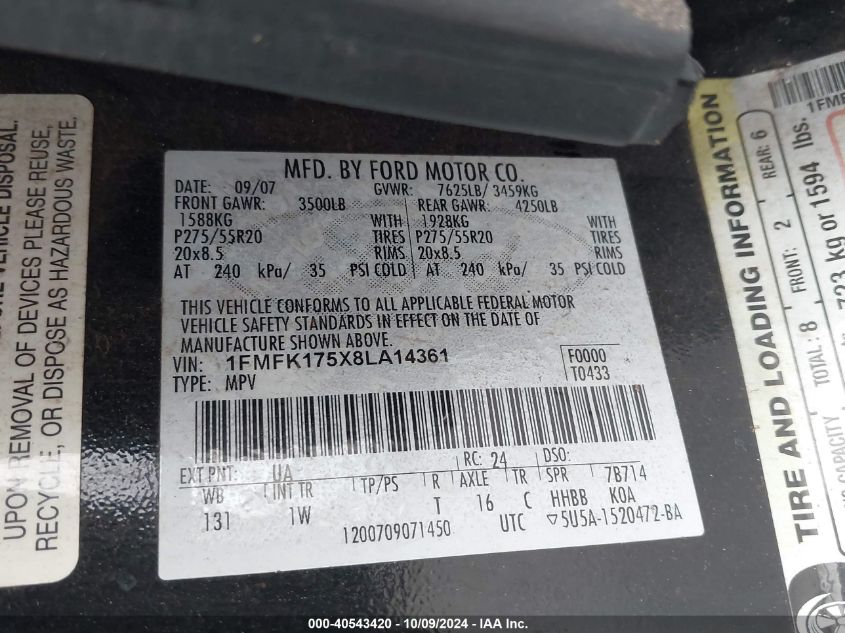 MFD. BY FORD MOTOR CO.
DATE: 09/07 GVWR: 7625LB/ 3459KG
FRONT GAWR: 3500LB REAR GAWR: 4250LB
1588KG WITH 1928KG WITH
P275/55R20 TIRES P275/55R20 TIRES
20x8.5 RIMS 20x8.5 RIMS
AT 240 kPa/ 35 PSI COLD AT 240 kPa/ 35 PSI COLD
THIS VEHICLE CONFORMS TO ALL APPLICABLE FEDERAL MOTOR
VEHICLE SAFETY STANDARDS IN EFFECT ON THE DATE OF
MANUFACTURE SHOWN ABOVE.
VIN: 1FMFK175X8LA14361 F0000
TYPE: MPV T0433
EXT PNT: UA RC: 24 DSO:
WB INT TR TP/PS R AXLE TR SPR 7B714
131 1W T 16 C HHBB KOA
1200709071450 UTC ▽5U5A-1520472-BA
VEHICLE DISPOSAL.
UPON REMOVAL OF DEVICES PLEASE REUSE,
RECYCLE, OR DISPOSE AS HAZARDOUS WASTE.
TIRE AND LOADING INFORMATION
TOTAL: 8 FRONT: 2 REAR: 6
kg or 1594 lbs.
000-40543420 - 10/09/2024 - IAA Inc.